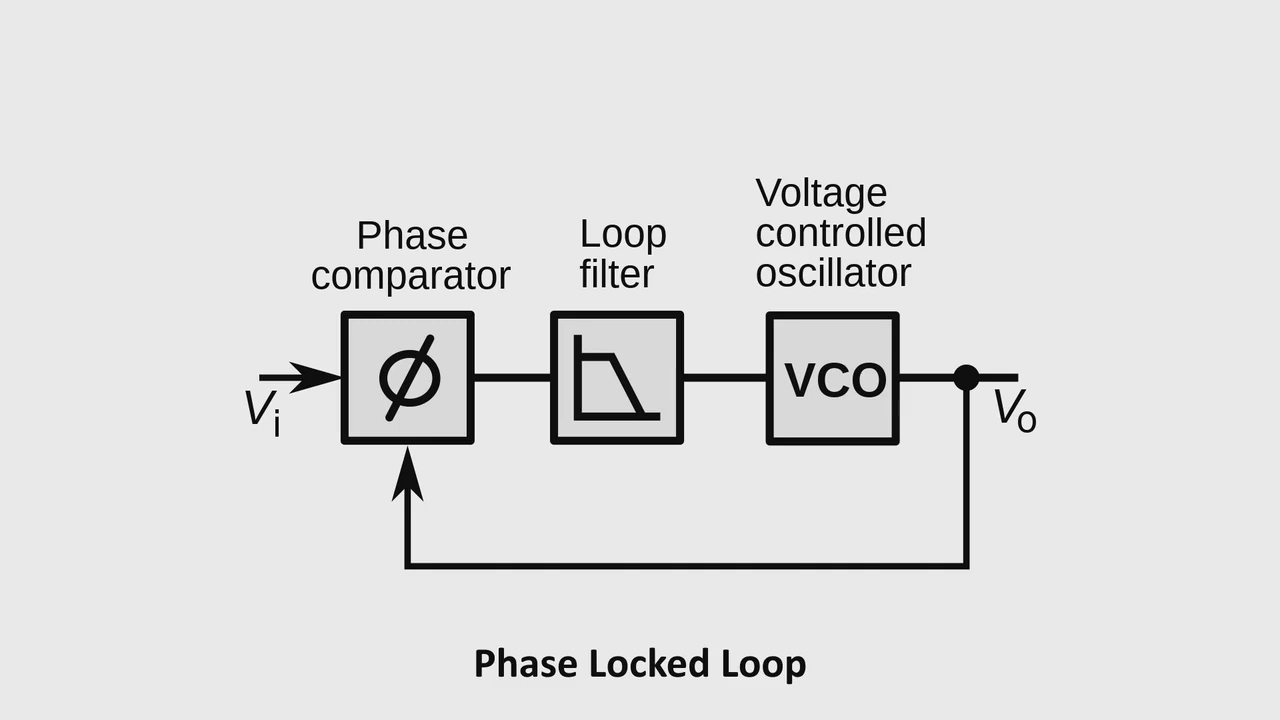 Phase
comparator
Loop
filter
Voltage
controlled
oscillator
Vi
ϕ
VCO
Vo
Phase Locked Loop